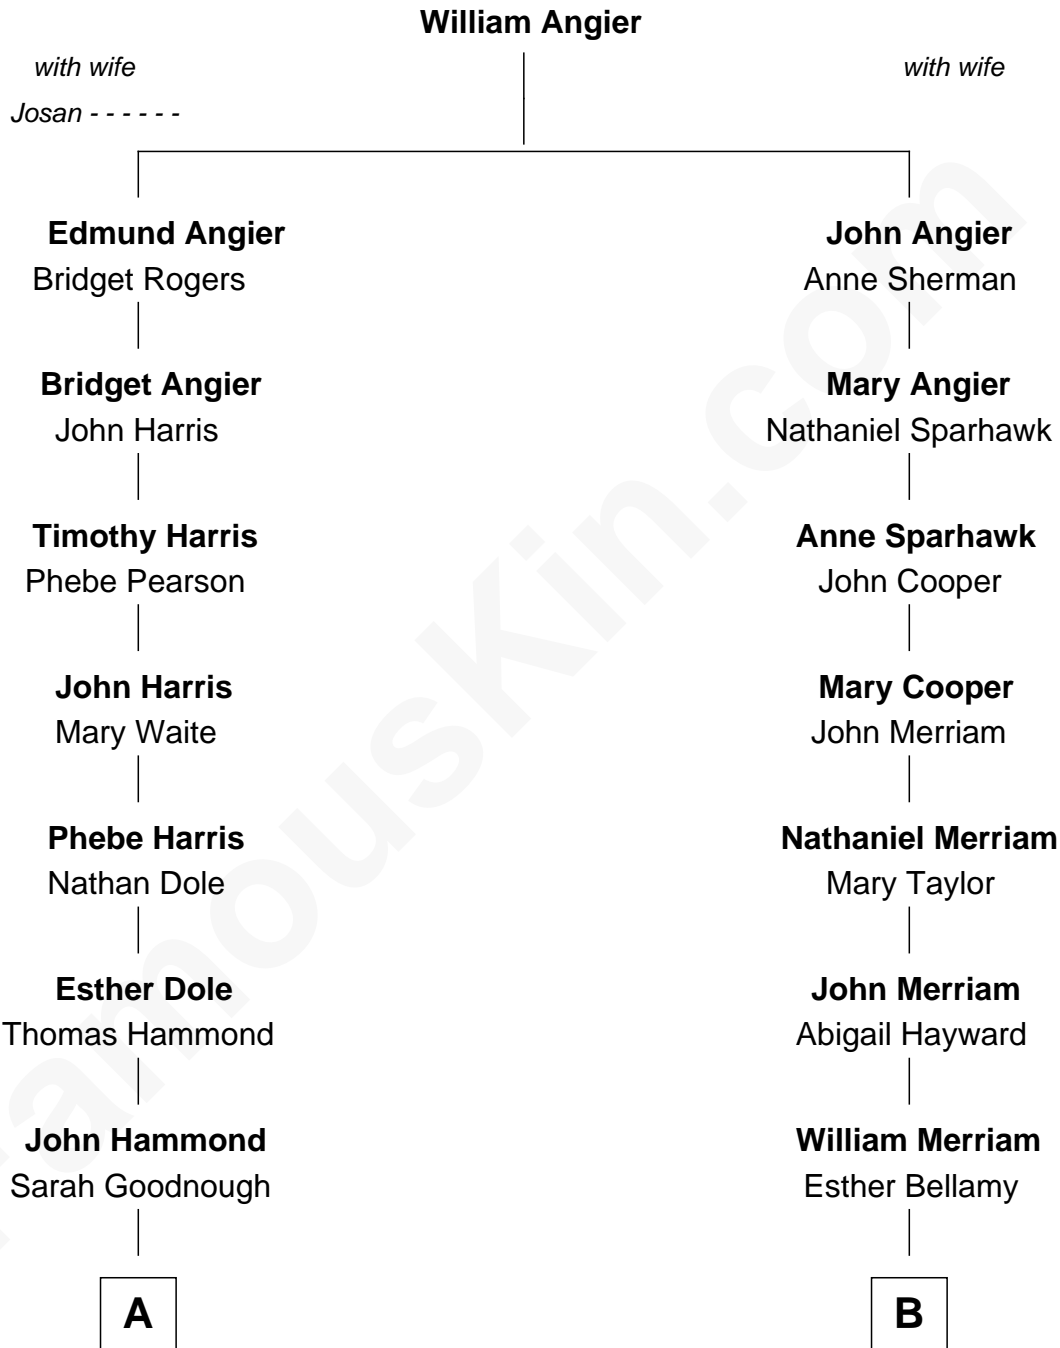 William Angier
with wife
with wife
Josan - - - - - -
Edmund Angier
Bridget Rogers
John Angier
Anne Sherman
Bridget Angier
John Harris
Mary Angier
Nathaniel Sparhawk
Timothy Harris
Phebe Pearson
Anne Sparhawk
John Cooper
John Harris
Mary Waite
Mary Cooper
John Merriam
Phebe Harris
Nathan Dole
Nathaniel Merriam
Mary Taylor
Esther Dole
Thomas Hammond
John Merriam
Abigail Hayward
John Hammond
Sarah Goodnough
William Merriam
Esther Bellamy
A
B
FamousKin.com